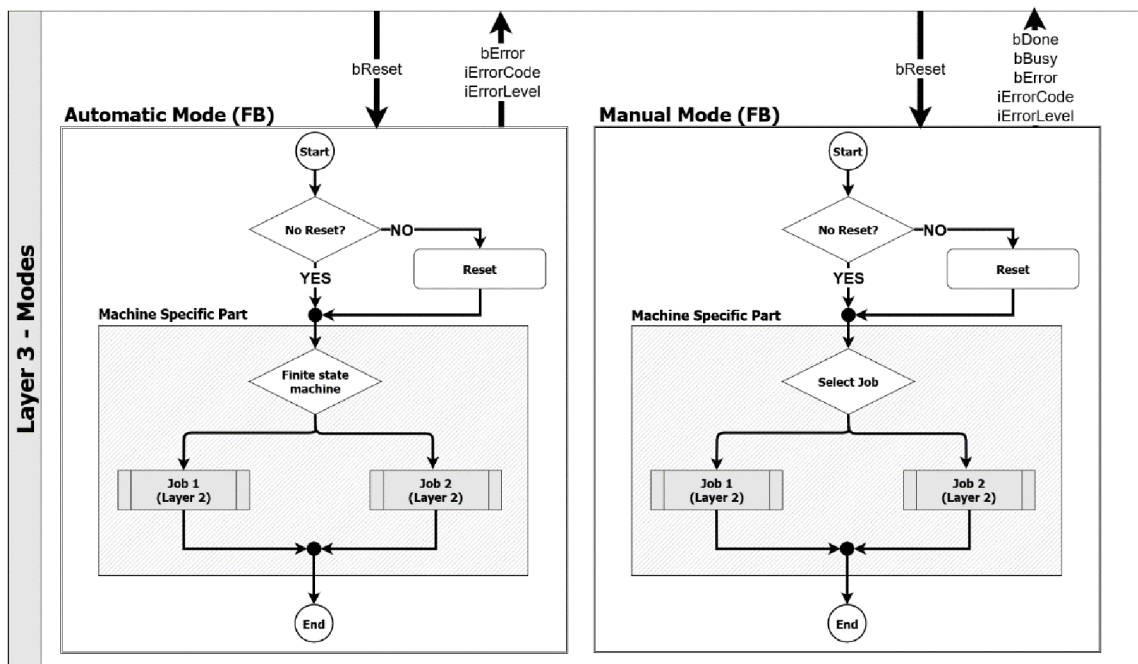 Layer 3 - Modes
bReset
bError
iErrorCode
iErrorLevel
Automatic Mode (FB)
Start
No Reset?
NO
Reset
YES
Machine Specific Part
Finite state
machine
Job 1
(Layer 2)
Job 2
(Layer 2)
End
bReset
bDone
bBusy
bError
iErrorCode
iErrorLevel
Manual Mode (FB)
Start
No Reset?
NO
Reset
YES
Machine Specific Part
Select Job
Job 1
(Layer 2)
Job 2
(Layer 2)
End